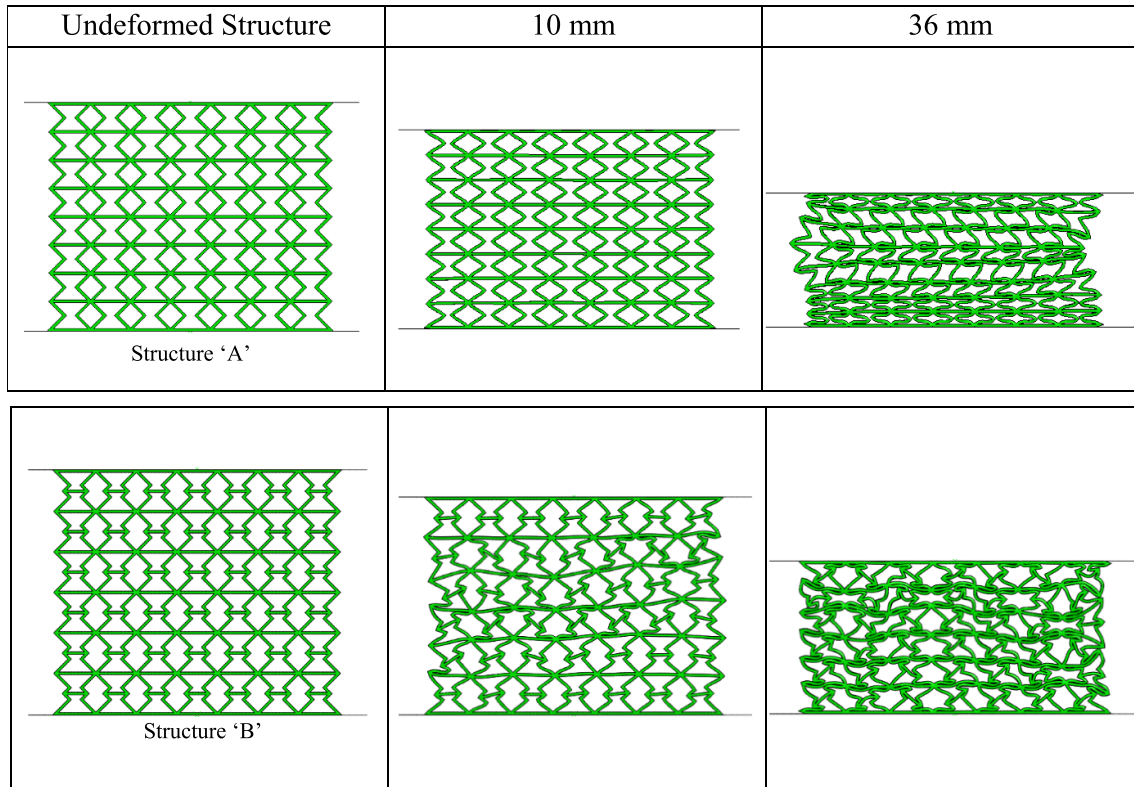 Undeformed Structure
10 mm
36 mm
Structure ‘A’
Structure ‘B’